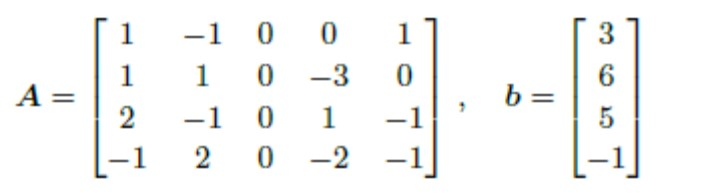 A = [ 1 −1 0 0 1
1 1 0 −3 0
2 −1 0 1 −1
−1 2 0 −2 −1 ] , b = [ 3
6
5
−1 ]